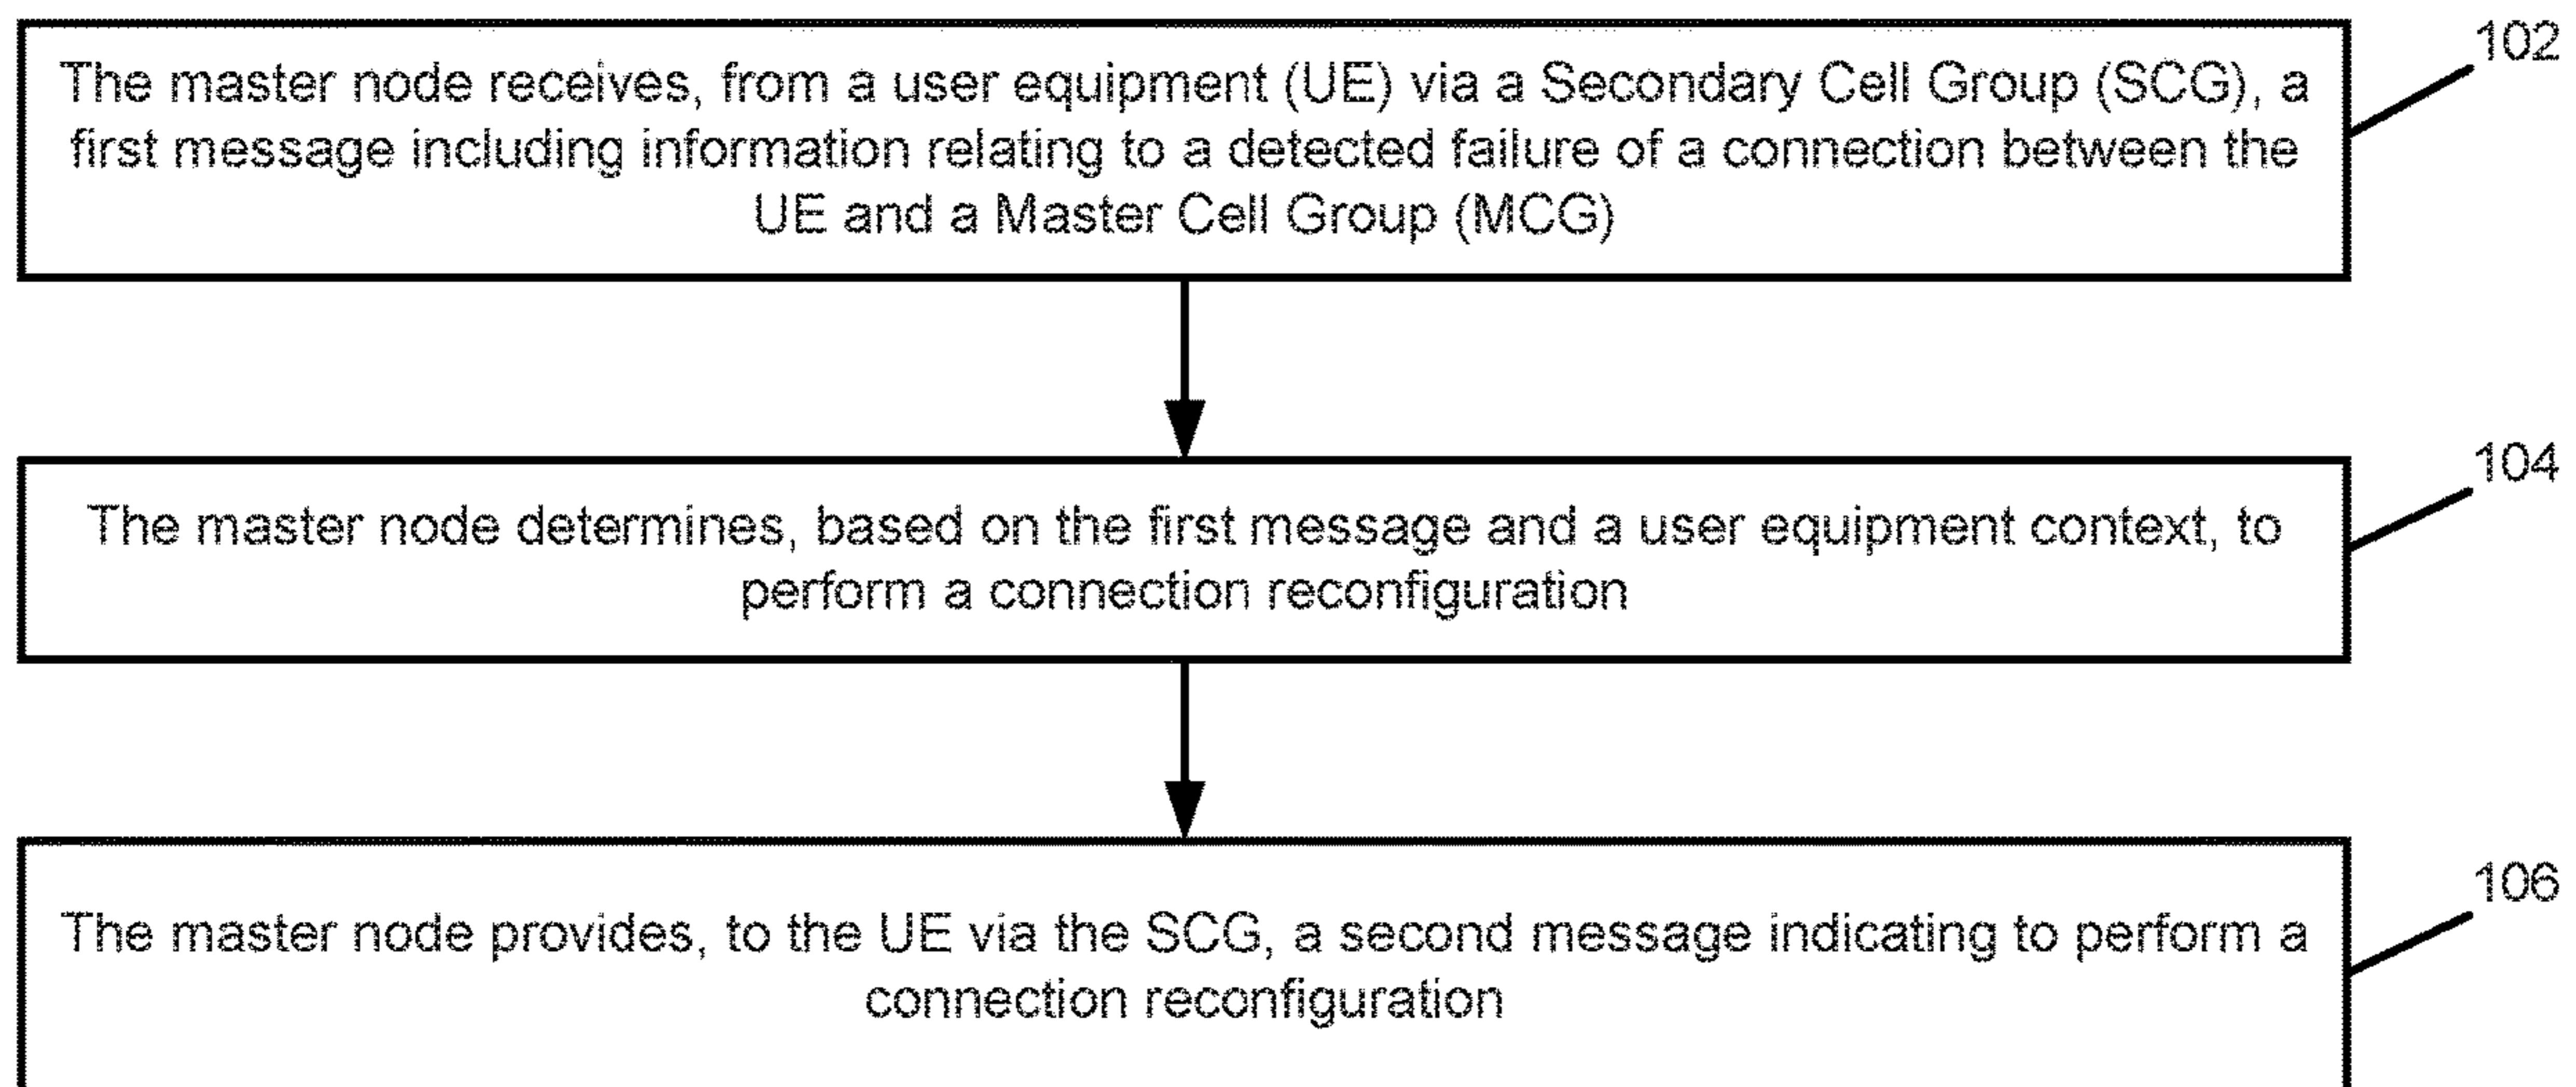 The master node receives, from a user equipment (UE) via a Secondary Cell Group (SCG), a
first message including information relating to a detected failure of a connection between the
UE and a Master Cell Group (MCG)
102
The master node determines, based on the first message and a user equipment context, to
perform a connection reconfiguration
104
The master node provides, to the UE via the SCG, a second message indicating to perform a
connection reconfiguration
106